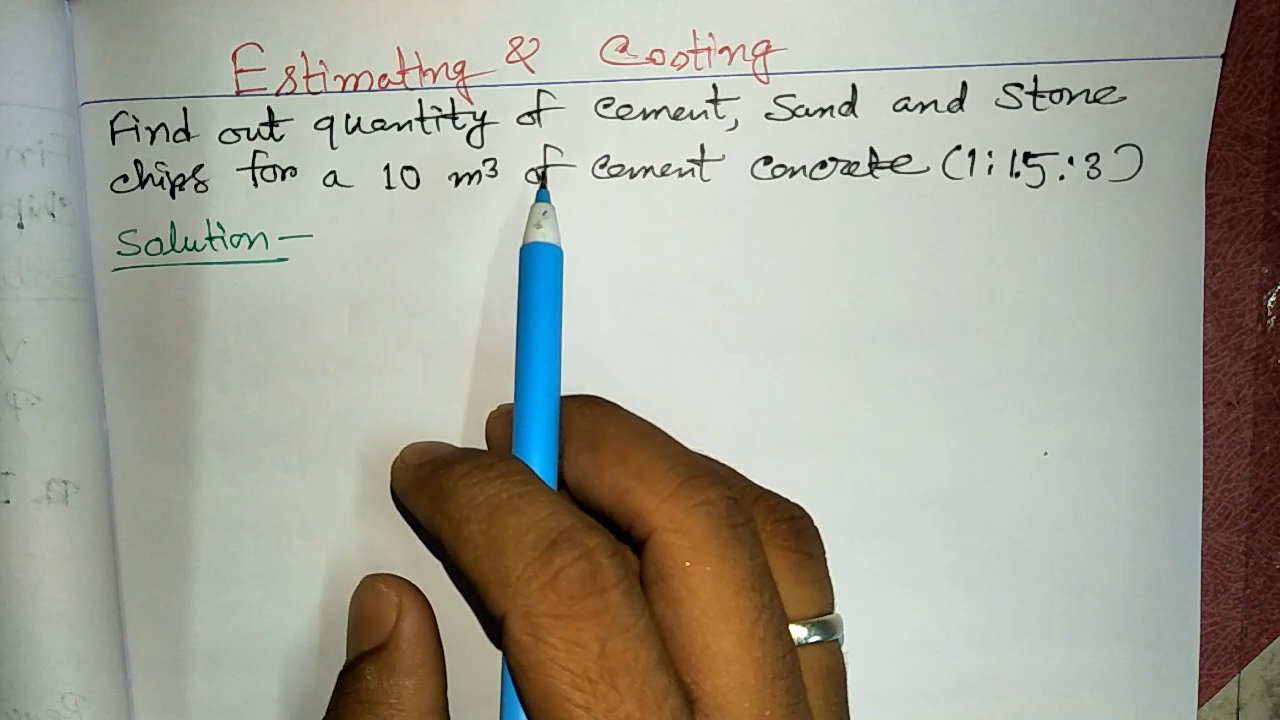 Estimating & Costing
Find out quantity of cement, Sand and Stone
chips for a 10 m³ of cement concrete (1:1.5:3)
Solution —